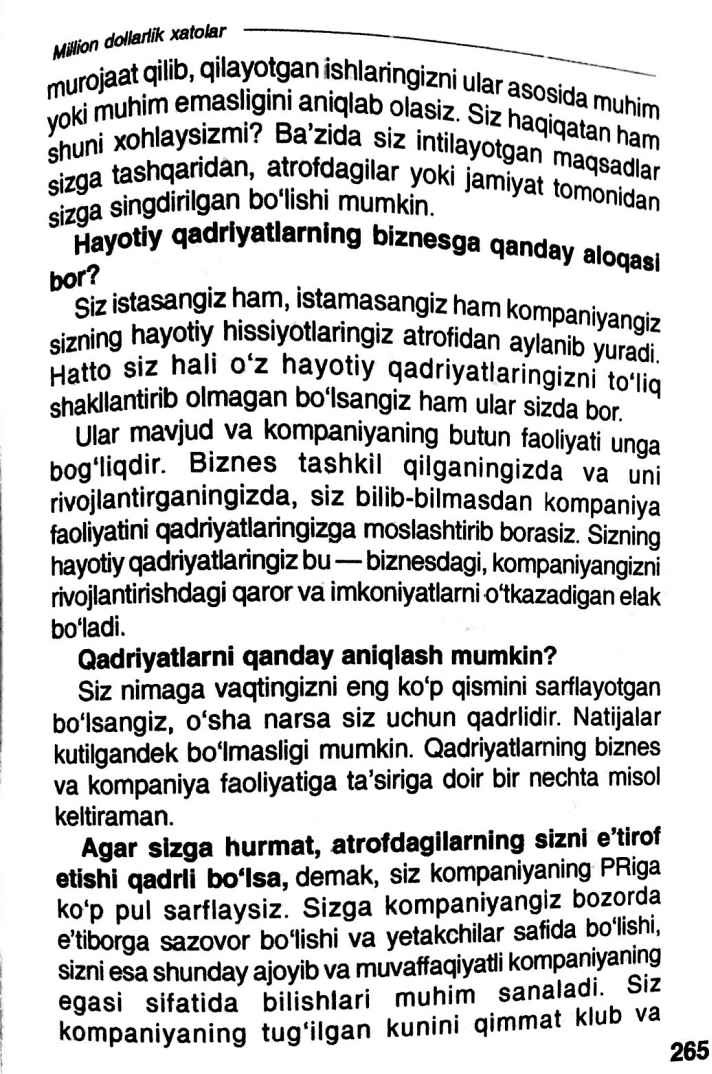 Million dollarlik xatolar
murojaat qilib, qilayotgan ishlaringizni ular asosida muhim
yoki muhim emasligini aniqlab olasiz. Siz haqiqatan ham
shuni xohlaysizmi? Ba'zida siz intilayotgan maqsadlar
sizga tashqaridan, atrofdagilar yoki jamiyat tomonidan
sizga singdirilgan bo‘lishi mumkin.
Hayotiy qadriyatlarning biznesga qanday aloqasi
bor?
Siz istasangiz ham, istamasangiz ham kompaniyangiz
sizning hayotiy hissiyotlaringiz atrofidan aylanib yuradi.
Hatto siz hali o‘z hayotiy qadriyatlaringizni to‘liq
shakllantirib olmagan bo‘lsangiz ham ular sizda bor.
Ular mavjud va kompaniyaning butun faoliyati unga
bog‘liqdir. Biznes tashkil qilganingizda va uni
rivojlantirganingizda, siz bilib-bilmasdan kompaniya
faoliyatini qadriyatlaringizga moslashtirib borasiz. Sizning
hayotiy qadriyatlaringiz bu — biznesdagi, kompaniyangizni
rivojlantirishdagi qaror va imkoniyatlarni o‘tkazadigan elak
bo‘ladi.
Qadriyatlarni qanday aniqlash mumkin?
Siz nimaga vaqtingizni eng ko‘p qismini sarflayotgan
bo‘lsangiz, o‘sha narsa siz uchun qadrlidir. Natijalar
kutilgandek bo‘lmasligi mumkin. Qadriyatlarning biznes
va kompaniya faoliyatiga ta'siriga doir bir nechta misol
keltiraman.
Agar sizga hurmat, atrofdagilarning sizni e'tirof
etishi qadrli bo‘lsa, demak, siz kompaniyaning PRiga
ko‘p pul sarflaysiz. Sizga kompaniyangiz bozorda
e'tiborga sazovor bo‘lishi va yetakchilar safida bo‘lishi,
sizni esa shunday ajoyib va muvaffaqiyatli kompaniyaning
egasi sifatida bilishlari muhim sanaladi. Siz
kompaniyaning tug‘ilgan kunini qimmat klub va
265